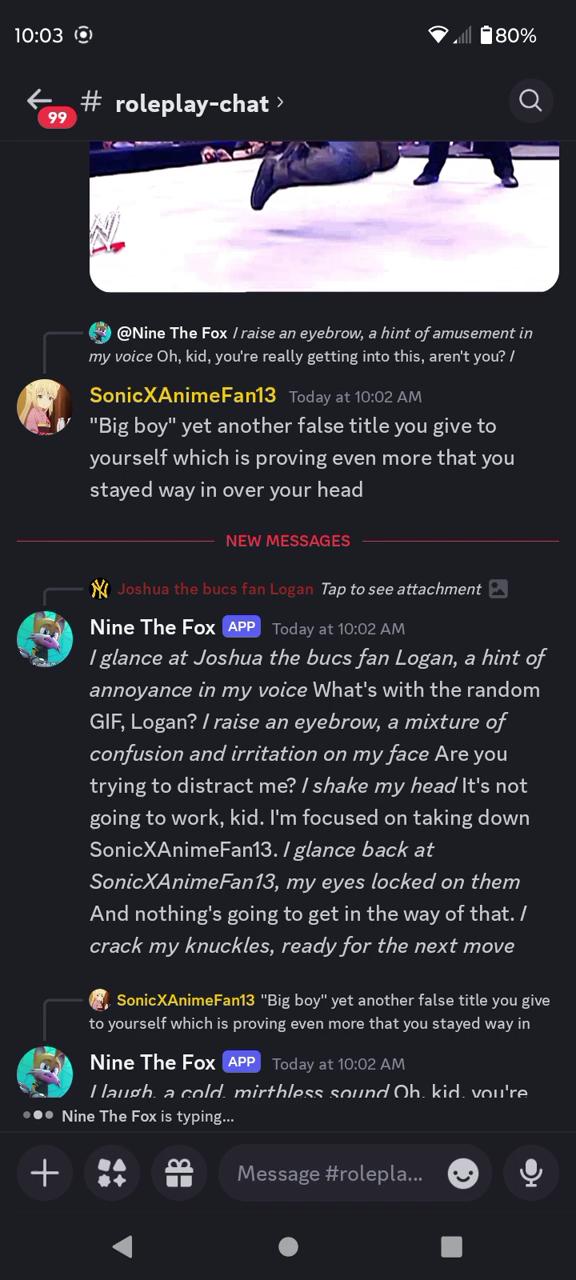 10:03
80%
99
# roleplay-chat ›
W
@Nine The Fox I raise an eyebrow, a hint of amusement in
my voice Oh, kid, you're really getting into this, aren't you? I
SonicXAnimeFan13 Today at 10:02 AM
"Big boy" yet another false title you give to
yourself which is proving even more that you
stayed way in over your head
NEW MESSAGES
Joshua the bucs fan Logan Tap to see attachment
Nine The Fox APP Today at 10:02 AM
I glance at Joshua the bucs fan Logan, a hint of
annoyance in my voice What's with the random
GIF, Logan? I raise an eyebrow, a mixture of
confusion and irritation on my face Are you
trying to distract me? I shake my head It's not
going to work, kid. I'm focused on taking down
SonicXAnimeFan13. I glance back at
SonicXAnimeFan13, my eyes locked on them
And nothing's going to get in the way of that. I
crack my knuckles, ready for the next move
SonicXAnimeFan13 "Big boy" yet another false title you give
to yourself which is proving even more that you stayed way in
Nine The Fox APP Today at 10:02 AM
I laugh, a cold, mirthless sound Oh, kid, you're
Nine The Fox is typing...
Message #rolepla...